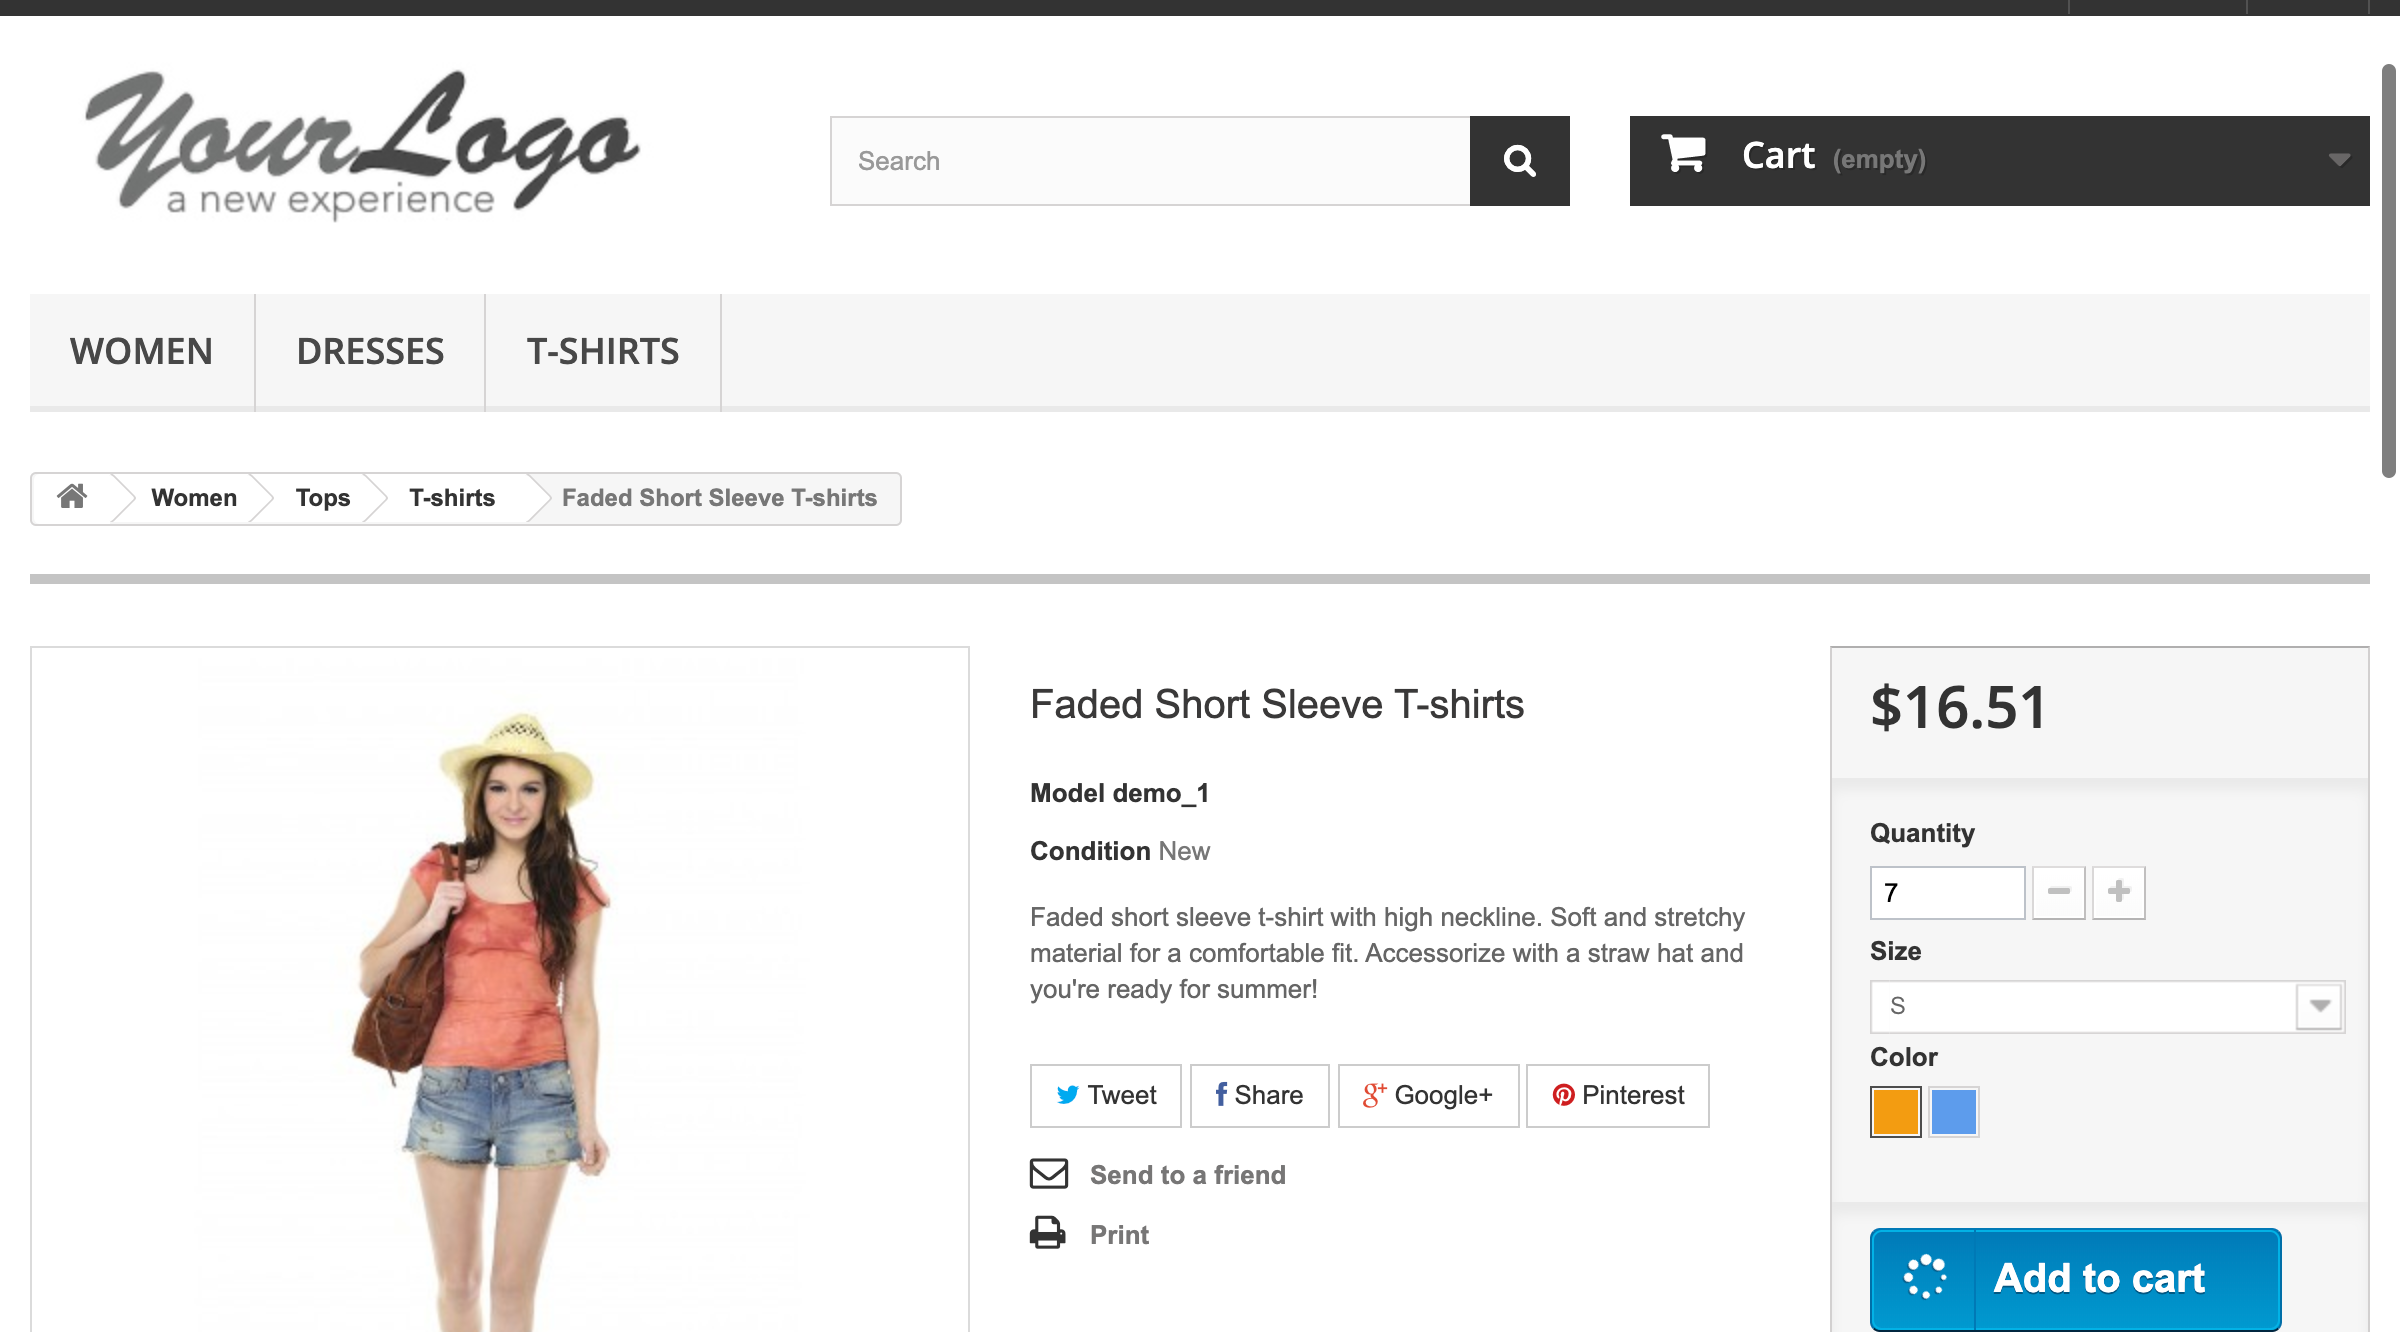 YourLogo
a new experience
Search
Cart (empty)
WOMEN
DRESSES
T-SHIRTS
Women
Tops
T-shirts
Faded Short Sleeve T-shirts
Faded Short Sleeve T-shirts
Model demo_1
Condition New
Faded short sleeve t-shirt with high neckline. Soft and stretchy
material for a comfortable fit. Accessorize with a straw hat and
you're ready for summer!
Tweet
Share
Google+
Pinterest
Send to a friend
Print
$16.51
Quantity
7
Size
S
Color
Add to cart